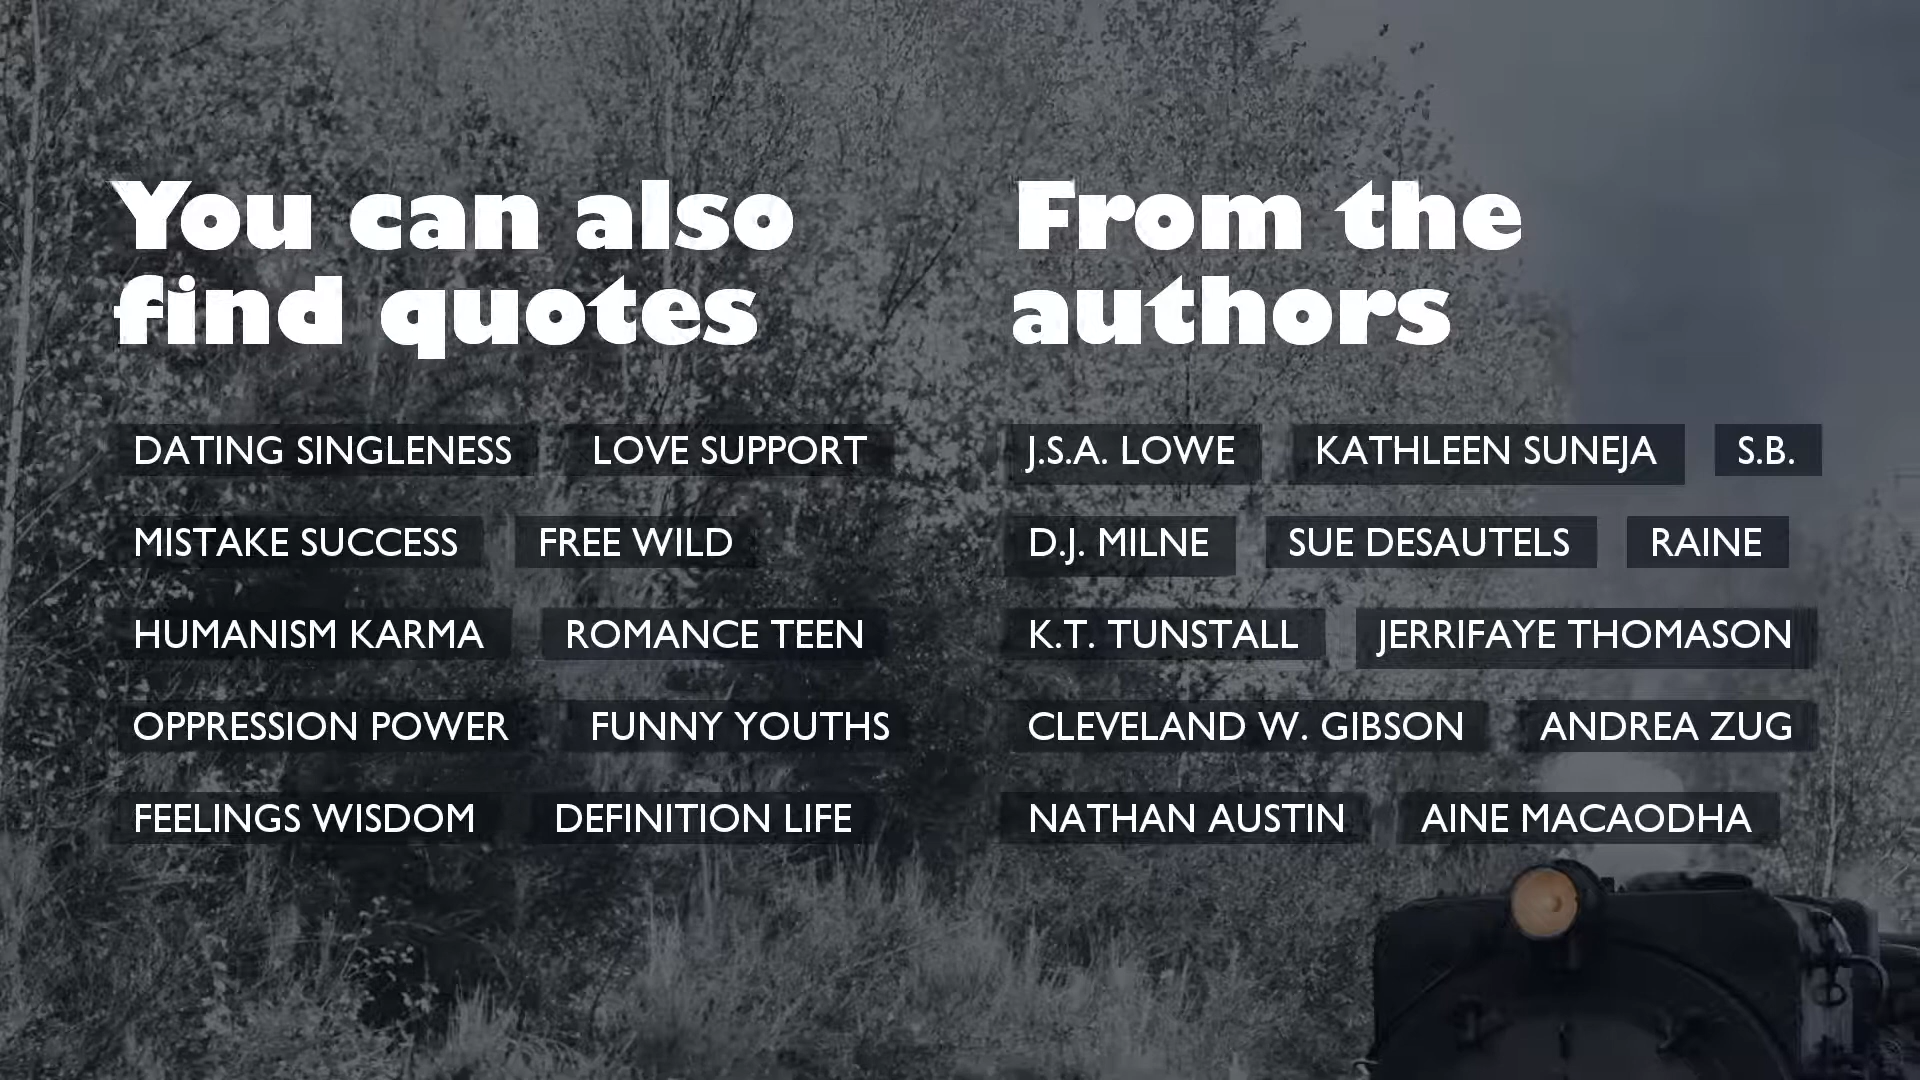 You can also
find quotes
DATING SINGLENESS LOVE SUPPORT
MISTAKE SUCCESS FREE WILD
HUMANISM KARMA ROMANCE TEEN
OPPRESSION POWER FUNNY YOUTHS
FEELINGS WISDOM DEFINITION LIFE
From the
authors
J.S.A. LOWE KATHLEEN SUNEJA S.B.
D.J. MILNE SUE DESAUTELS RAINE
K.T. TUNSTALL JERRIFAYE THOMASON
CLEVELAND W. GIBSON ANDREA ZUG
NATHAN AUSTIN AINE MACAODHA